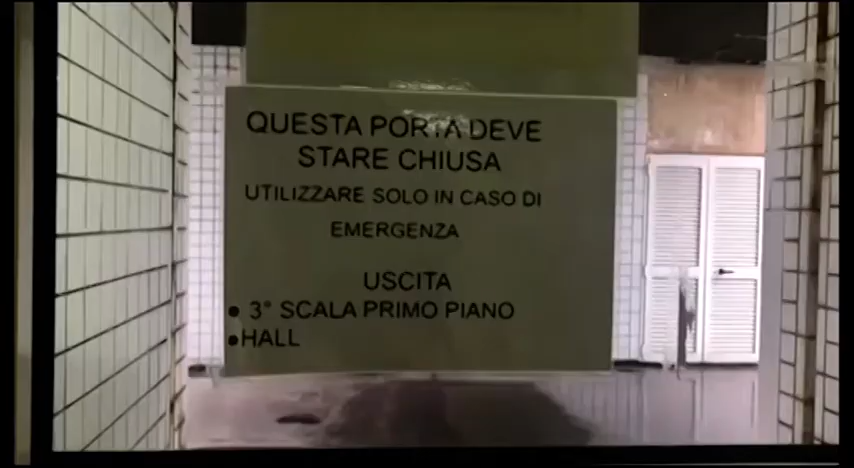 QUESTA PORTA DEVE
STARE CHIUSA
UTILIZZARE SOLO IN CASO DI
EMERGENZA
USCITA
• 3° SCALA PRIMO PIANO
•HALL